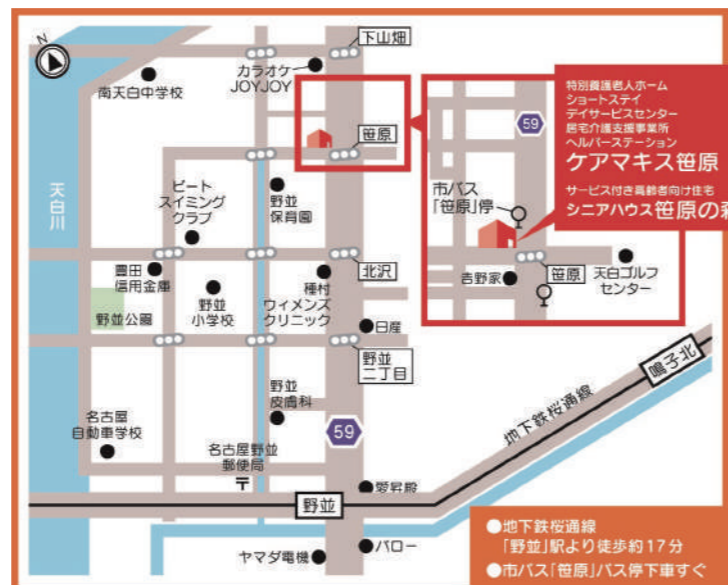 N
下山畑
カラオケ
JOYJOY
南天白中学校
笹原
天白川
ビート
スイミング
クラブ
野並
保育園
北沢
豊田
信用金庫
野並公園
野並
小学校
種村
ウィメンズ
クリニック
日産
野並
二丁目
名古屋
自動車学校
野並
皮膚科
59
名古屋野並
郵便局
〒
愛昇殿
野並
ヤマダ電機
バロー
地下鉄桜通線
鳴子北
特別養護老人ホーム
ショートステイ
デイサービスセンター
居宅介護支援事業所
ヘルパーステーション
ケアマキス笹原
サービス付き高齢者向け住宅
シニアハウス笹原の
59
市バス
「笹原」停
笹原
吉野家
天白ゴルフ
センター
●地下鉄桜通線
「野並」駅より徒歩約17分
●市バス「笹原」バス停下車すぐ